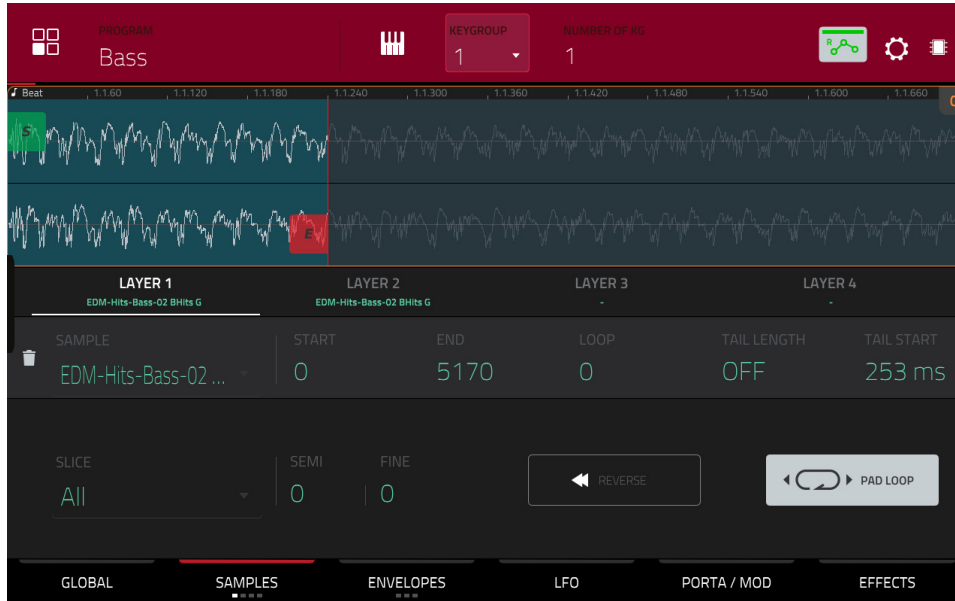 PROGRAM
Bass
KEYGROUP
1
NUMBER OF KG
1
R
Beat 1.1.60 1.1.120 1.1.180 1.1.240 1.1.300 1.1.360 1.1.420 1.1.480 1.1.540 1.1.600 1.1.660
S
E
LAYER 1 LAYER 2 LAYER 3 LAYER 4
EDM-Hits-Bass-02 BHits G EDM-Hits-Bass-02 BHits G - -
SAMPLE START END LOOP TAIL LENGTH TAIL START
EDM-Hits-Bass-02 ... 0 5170 0 OFF 253 ms
SLICE SEMI FINE
All 0 0
REVERSE
PAD LOOP
GLOBAL SAMPLES ENVELOPES LFO PORTA / MOD EFFECTS